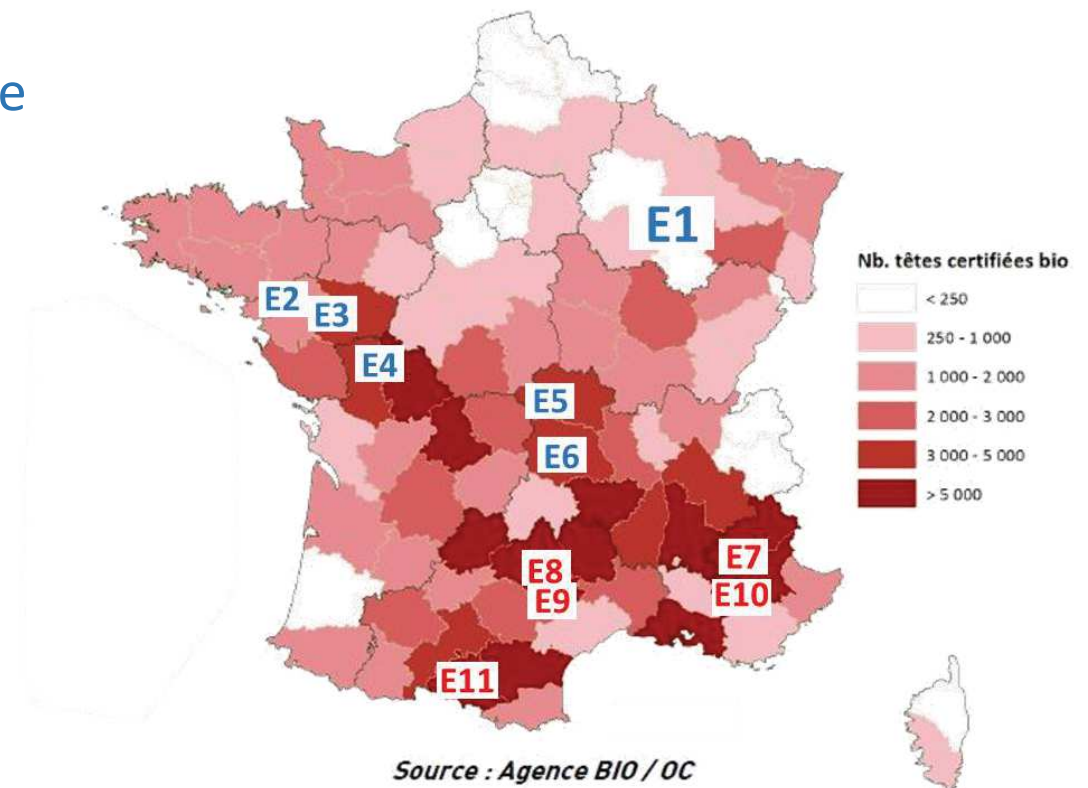 e
E1
Nb. têtes certifiées bio
< 250
250 - 1 000
1 000 - 2 000
2 000 - 3 000
3 000 - 5 000
> 5 000
E2
E3
E4
E5
E6
E7
E8
E9
E10
E11
Source : Agence BIO / OC